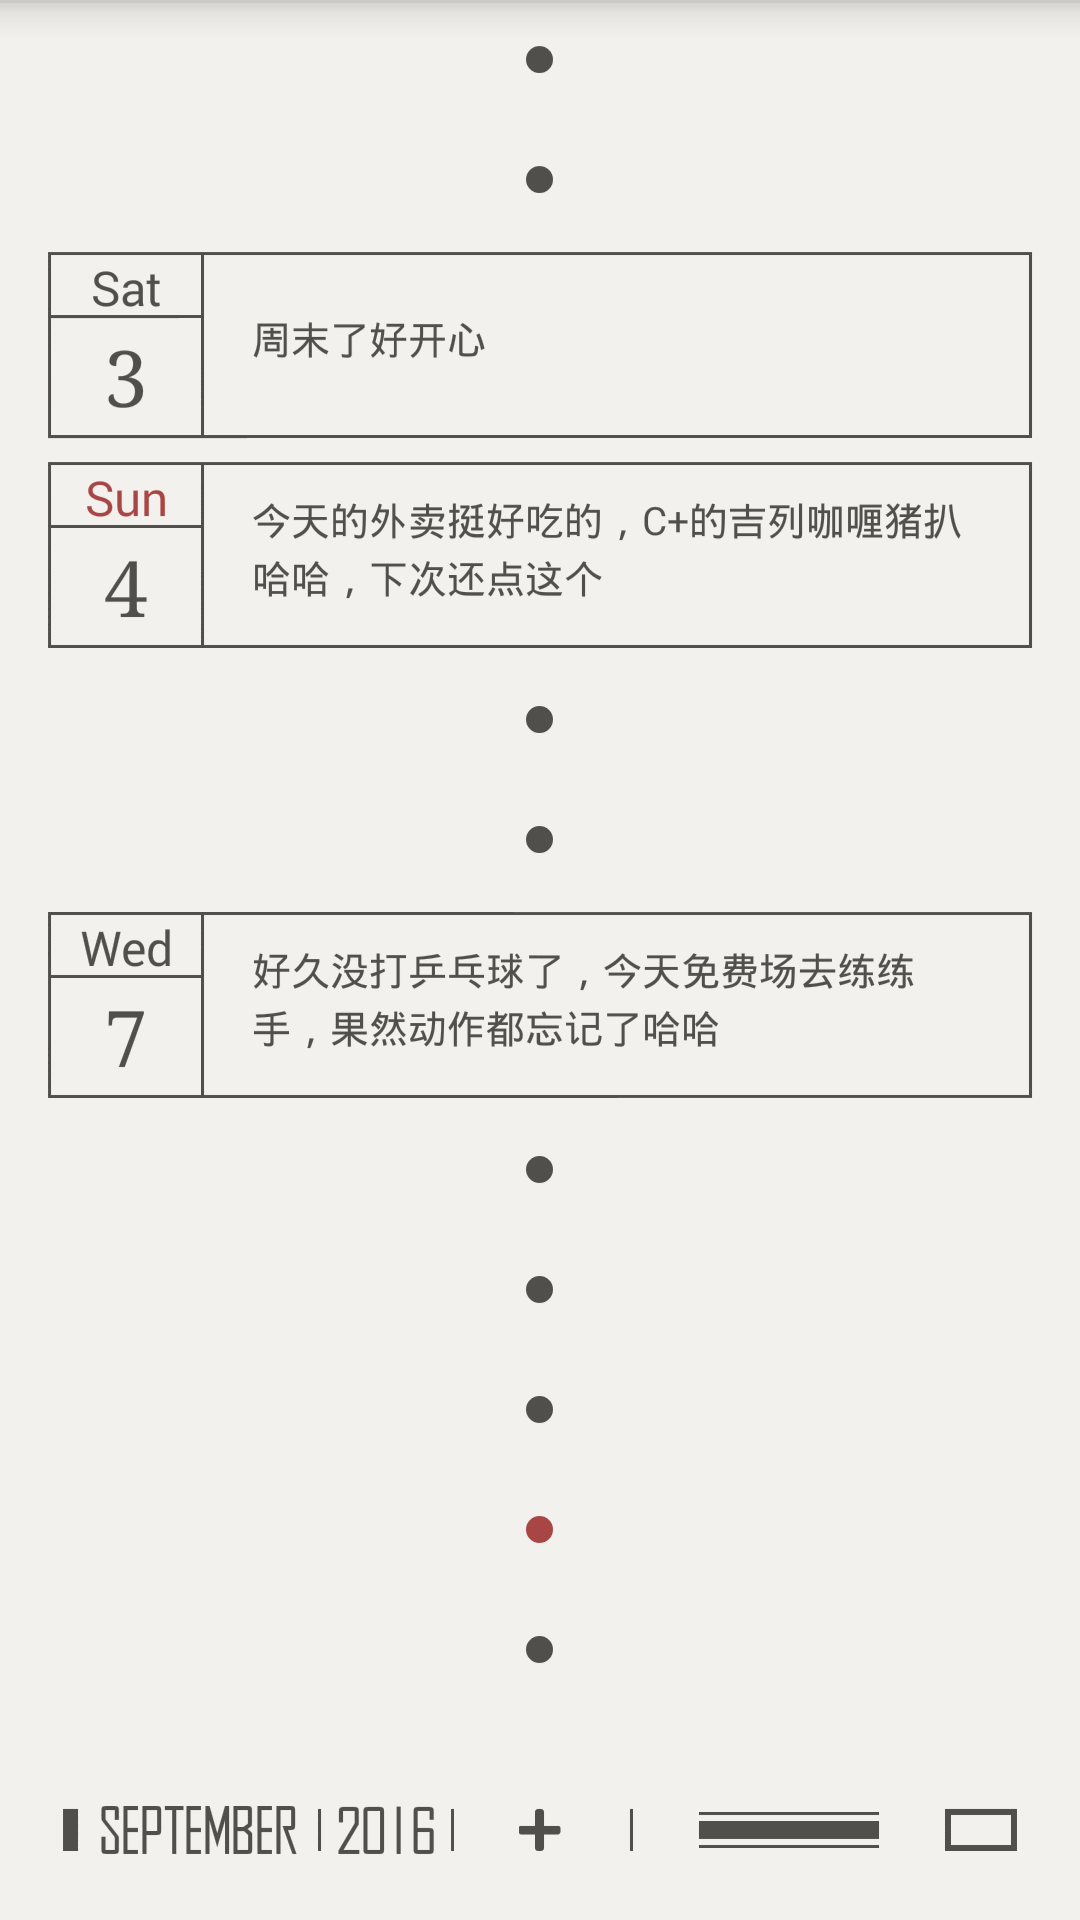 Sat
3
周末了好开心
Sun
4
今天的外卖挺好吃的，C+的吉列咖喱猪扒
哈哈，下次还点这个
Wed
7
好久没打乒乓球了，今天免费场去练练
手，果然动作都忘记了哈哈
SEPTEMBER 2016